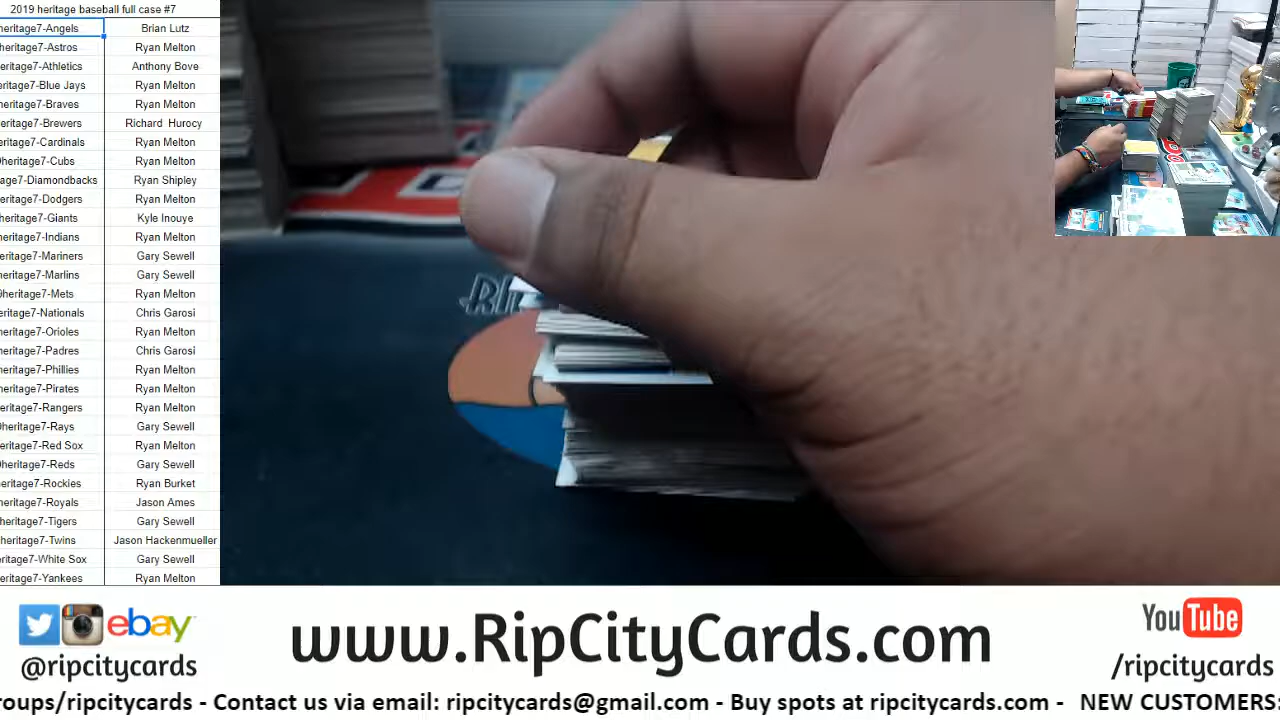 2019 heritage baseball full case #7
heritage7-Angels Brian Lutz
heritage7-Astros Ryan Melton
heritage7-Athletics Anthony Bove
heritage7-Blue Jays Ryan Melton
heritage7-Braves Ryan Melton
heritage7-Brewers Richard Hurocy
heritage7-Cardinals Ryan Melton
heritage7-Cubs Ryan Melton
age7-Diamondbacks Ryan Shipley
heritage7-Dodgers Ryan Melton
heritage7-Giants Kyle Inouye
heritage7-Indians Ryan Melton
heritage7-Mariners Gary Sewell
heritage7-Marlins Gary Sewell
9heritage7-Mets Ryan Melton
heritage7-Nationals Chris Garosi
heritage7-Orioles Ryan Melton
heritage7-Padres Chris Garosi
heritage7-Phillies Ryan Melton
heritage7-Pirates Ryan Melton
heritage7-Rangers Ryan Melton
9heritage7-Rays Gary Sewell
eritage7-Red Sox Ryan Melton
9heritage7-Reds Gary Sewell
heritage7-Rockies Ryan Burket
heritage7-Royals Jason Ames
heritage7-Tigers Gary Sewell
heritage7-Twins Jason Hackenmueller
eritage7-White Sox Gary Sewell
eritage7-Yankees Ryan Melton
ebay
@ripcitycards
www.RipCityCards.com
YouTube
/ripcitycards
roups/ripcitycards - Contact us via email: ripcitycards@gmail.com - Buy spots at ripcitycards.com - NEW CUSTOMERS: